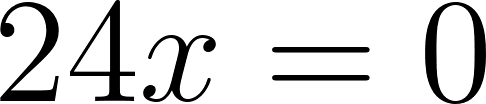 24x = 0